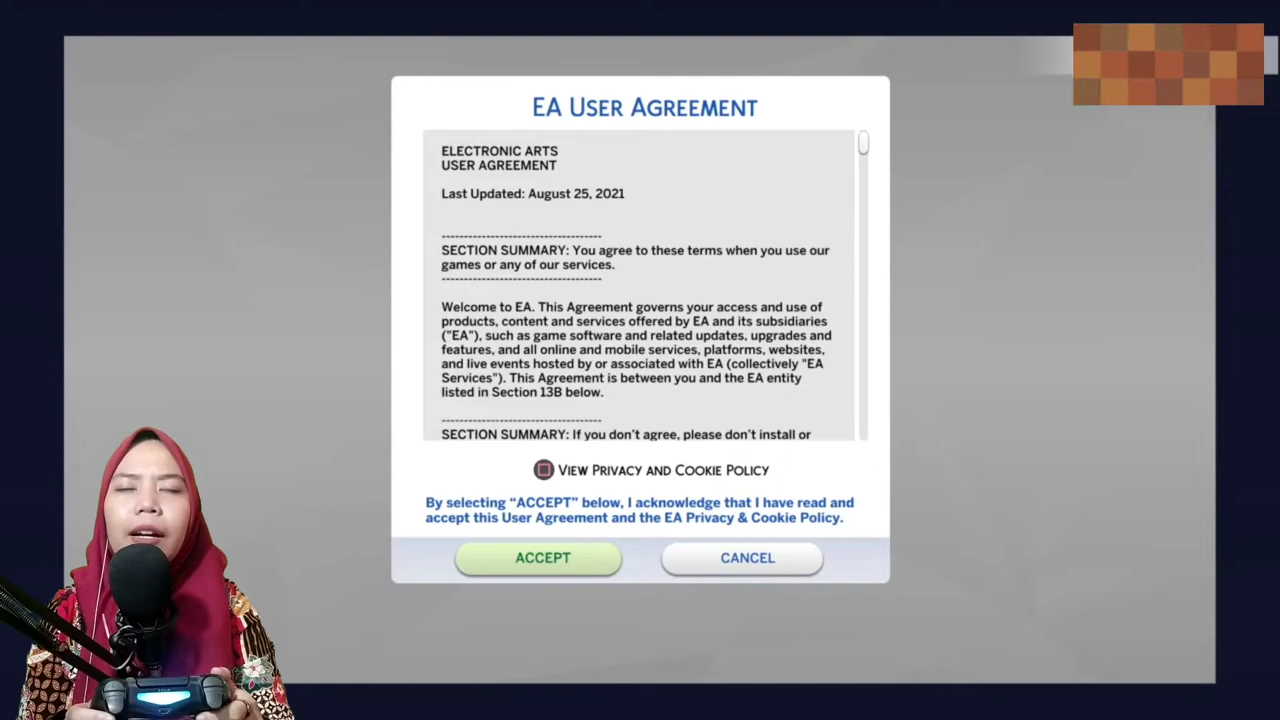 EA USER AGREEMENT
ELECTRONIC ARTS
USER AGREEMENT
Last Updated: August 25, 2021
-----------------------------------
SECTION SUMMARY: You agree to these terms when you use our
games or any of our services.
-----------------------------------
Welcome to EA. This Agreement governs your access and use of
products, content and services offered by EA and its subsidiaries
("EA"), such as game software and related updates, upgrades and
features, and all online and mobile services, platforms, websites,
and live events hosted by or associated with EA (collectively "EA
Services"). This Agreement is between you and the EA entity
listed in Section 13B below.
-----------------------------------
SECTION SUMMARY: If you don't agree, please don't install or
VIEW PRIVACY AND COOKIE POLICY
By selecting “ACCEPT” below, I acknowledge that I have read and
accept this User Agreement and the EA Privacy & Cookie Policy.
ACCEPT
CANCEL